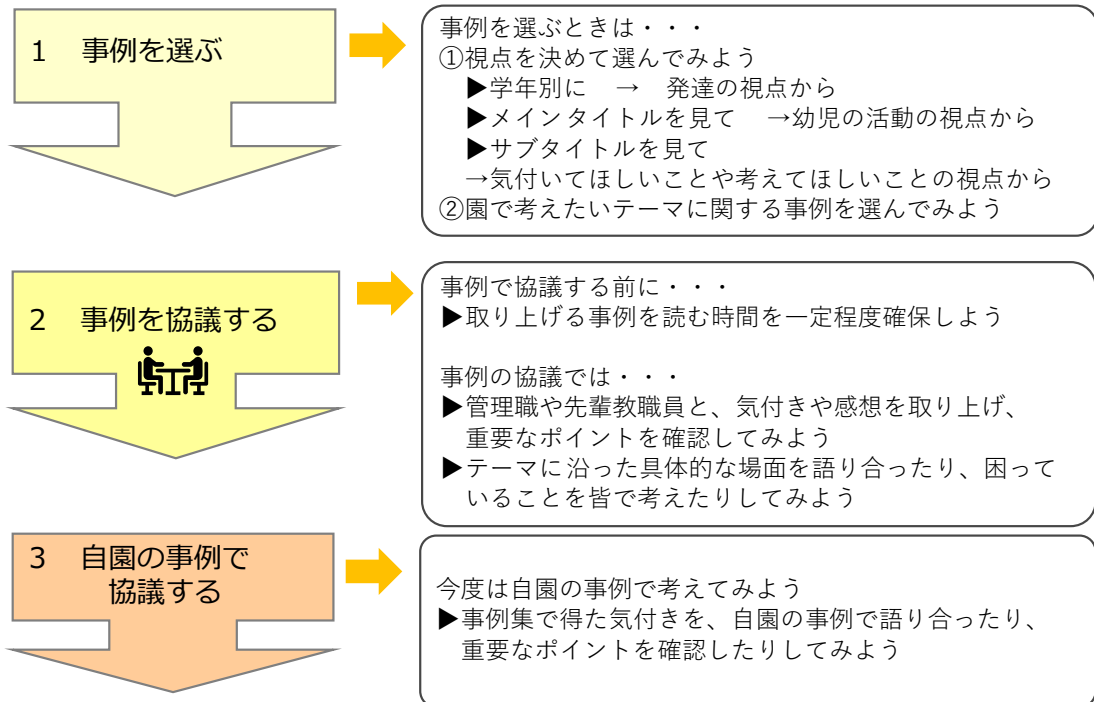 1 事例を選ぶ
事例を選ぶときは・・・
①視点を決めて選んでみよう
▶学年別に → 発達の視点から
▶メインタイトルを見て →幼児の活動の視点から
▶サブタイトルを見て
→気付いてほしいことや考えてほしいことの視点から
②園で考えたいテーマに関する事例を選んでみよう
2 事例を協議する
事例で協議する前に・・・
▶取り上げる事例を読む時間を一定程度確保しよう
事例の協議では・・・
▶管理職や先輩教職員と、気付きや感想を取り上げ、
重要なポイントを確認してみよう
▶テーマに沿った具体的な場面を語り合ったり、困って
いることを皆で考えたりしてみよう
3 自園の事例で
協議する
今度は自園の事例で考えてみよう
▶事例集で得た気付きを、自園の事例で語り合ったり、
重要なポイントを確認したりしてみよう